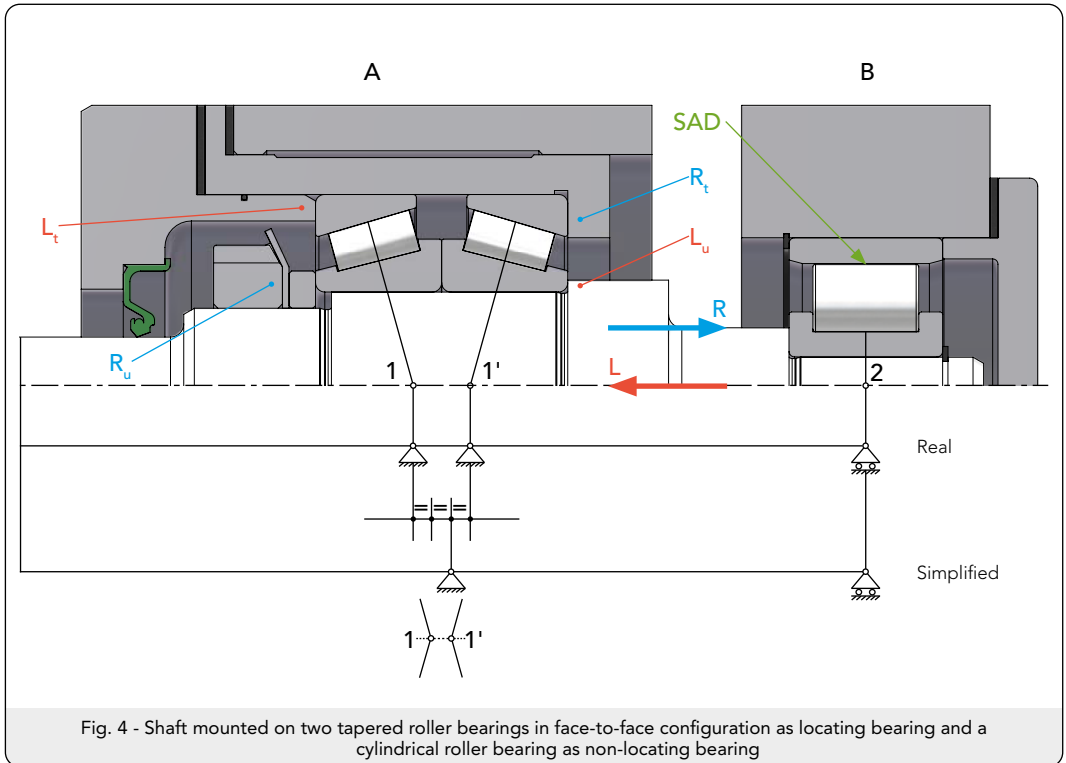 A
B
SAD
Rt
Lt
Lu
R
Ru
1
1'
L
2
Real
===
Simplified
1
1'
Fig. 4 - Shaft mounted on two tapered roller bearings in face-to-face configuration as locating bearing and a
cylindrical roller bearing as non-locating bearing